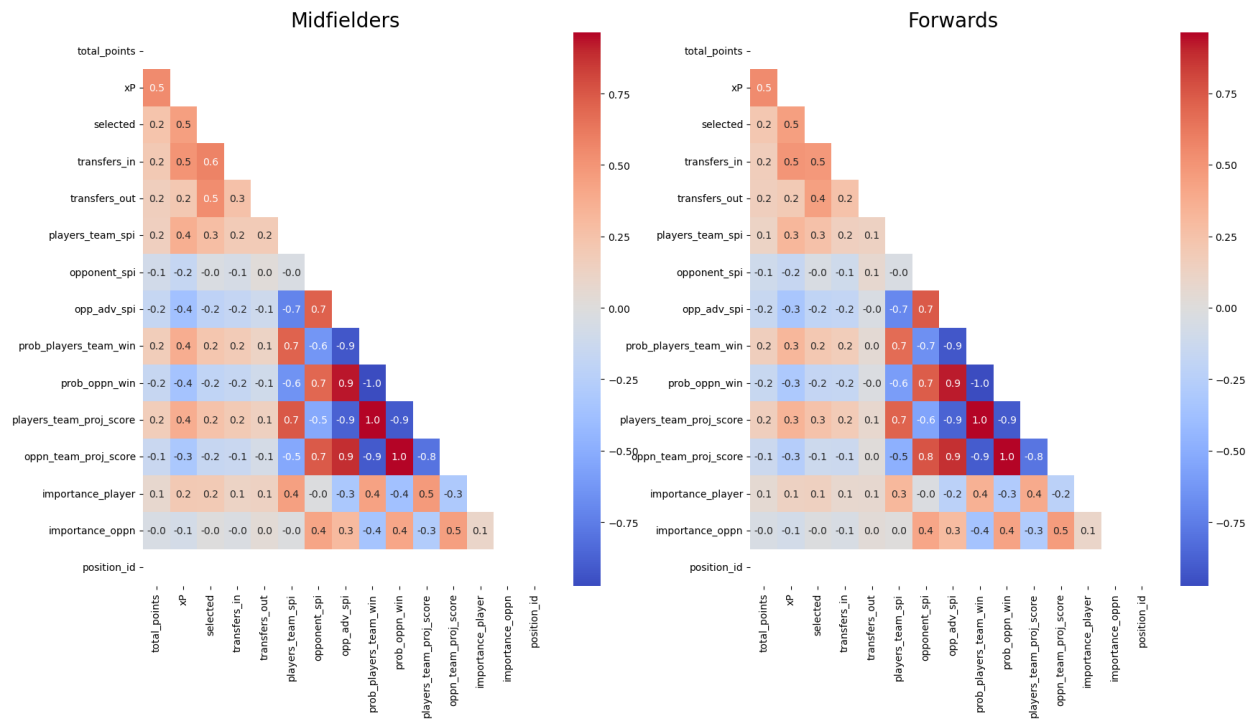 Midfielders
total_points
xP 0.5
selected 0.2 0.5
transfers_in 0.2 0.5 0.6
transfers_out 0.2 0.2 0.5 0.3
players_team_spi 0.2 0.4 0.3 0.2 0.2
opponent_spi -0.1 -0.2 -0.0 -0.1 0.0 -0.0
opp_adv_spi -0.2 -0.4 -0.2 -0.2 -0.1 -0.7 0.7
prob_players_team_win 0.2 0.4 0.2 0.2 0.1 0.7 -0.6 -0.9
prob_oppn_win -0.2 -0.4 -0.2 -0.2 -0.1 -0.6 0.7 0.9 -1.0
players_team_proj_score 0.2 0.4 0.2 0.2 0.1 0.7 -0.5 -0.9 1.0 -0.9
oppn_team_proj_score -0.1 -0.3 -0.2 -0.1 -0.1 -0.5 0.7 0.9 -0.9 1.0 -0.8
importance_player 0.1 0.2 0.2 0.1 0.1 0.4 -0.0 -0.3 0.4 -0.4 0.5 -0.3
importance_oppn -0.0 -0.1 -0.0 -0.0 0.0 -0.0 0.4 0.3 -0.4 0.4 -0.3 0.5 0.1
position_id
total_points
xP
selected
transfers_in
transfers_out
players_team_spi
opponent_spi
opp_adv_spi
prob_players_team_win
prob_oppn_win
players_team_proj_score
oppn_team_proj_score
importance_player
importance_oppn
position_id
0.75
0.50
0.25
0.00
−0.25
−0.50
−0.75
Forwards
total_points
xP 0.5
selected 0.2 0.5
transfers_in 0.2 0.5 0.5
transfers_out 0.2 0.2 0.4 0.2
players_team_spi 0.1 0.3 0.3 0.2 0.1
opponent_spi -0.1 -0.2 -0.0 -0.1 0.1 -0.0
opp_adv_spi -0.2 -0.3 -0.2 -0.2 -0.0 -0.7 0.7
prob_players_team_win 0.2 0.3 0.2 0.2 0.0 0.7 -0.7 -0.9
prob_oppn_win -0.2 -0.3 -0.2 -0.2 -0.0 -0.6 0.7 0.9 -1.0
players_team_proj_score 0.2 0.3 0.3 0.2 0.1 0.7 -0.6 -0.9 1.0 -0.9
oppn_team_proj_score -0.1 -0.3 -0.1 -0.1 0.0 -0.5 0.8 0.9 -0.9 1.0 -0.8
importance_player 0.1 0.1 0.1 0.1 0.1 0.3 -0.0 -0.2 0.4 -0.3 0.4 -0.2
importance_oppn -0.0 -0.1 -0.0 -0.1 0.0 0.0 0.4 0.3 -0.4 0.4 -0.3 0.5 0.1
position_id
total_points
xP
selected
transfers_in
transfers_out
players_team_spi
opponent_spi
opp_adv_spi
prob_players_team_win
prob_oppn_win
players_team_proj_score
oppn_team_proj_score
importance_player
importance_oppn
position_id
0.75
0.50
0.25
0.00
−0.25
−0.50
−0.75